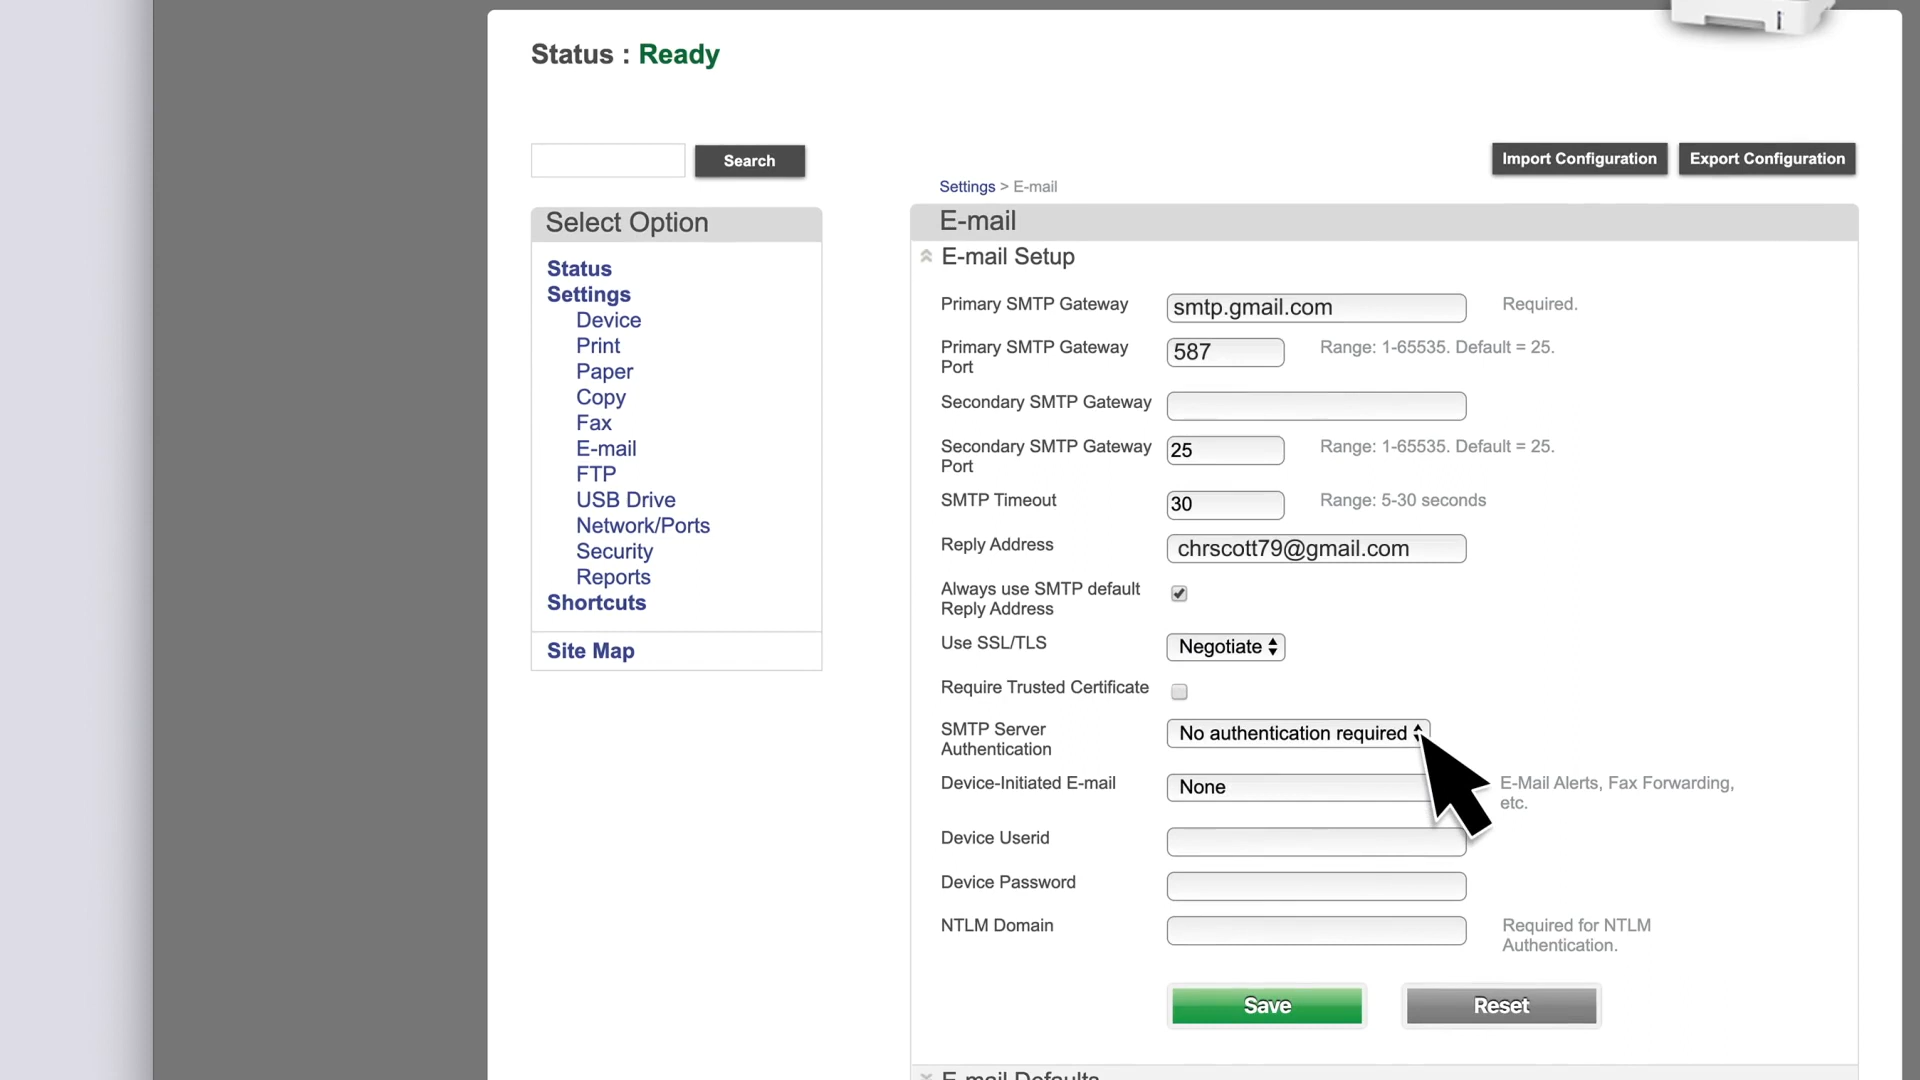 Status : Ready
Search
Import Configuration
Export Configuration
Settings > E-mail
Select Option
Status
Settings
Device
Print
Paper
Copy
Fax
E-mail
FTP
USB Drive
Network/Ports
Security
Reports
Shortcuts
Site Map
E-mail
E-mail Setup
Primary SMTP Gateway
smtp.gmail.com
Required.
Primary SMTP Gateway
Port
587
Range: 1-65535. Default = 25.
Secondary SMTP Gateway
Secondary SMTP Gateway
Port
25
Range: 1-65535. Default = 25.
SMTP Timeout
30
Range: 5-30 seconds
Reply Address
chrscott79@gmail.com
Always use SMTP default
Reply Address
Use SSL/TLS
Negotiate
Require Trusted Certificate
SMTP Server
Authentication
No authentication required
Device-Initiated E-mail
None
E-Mail Alerts, Fax Forwarding,
etc.
Device Userid
Device Password
NTLM Domain
Required for NTLM
Authentication.
Save
Reset
E-mail Defaults